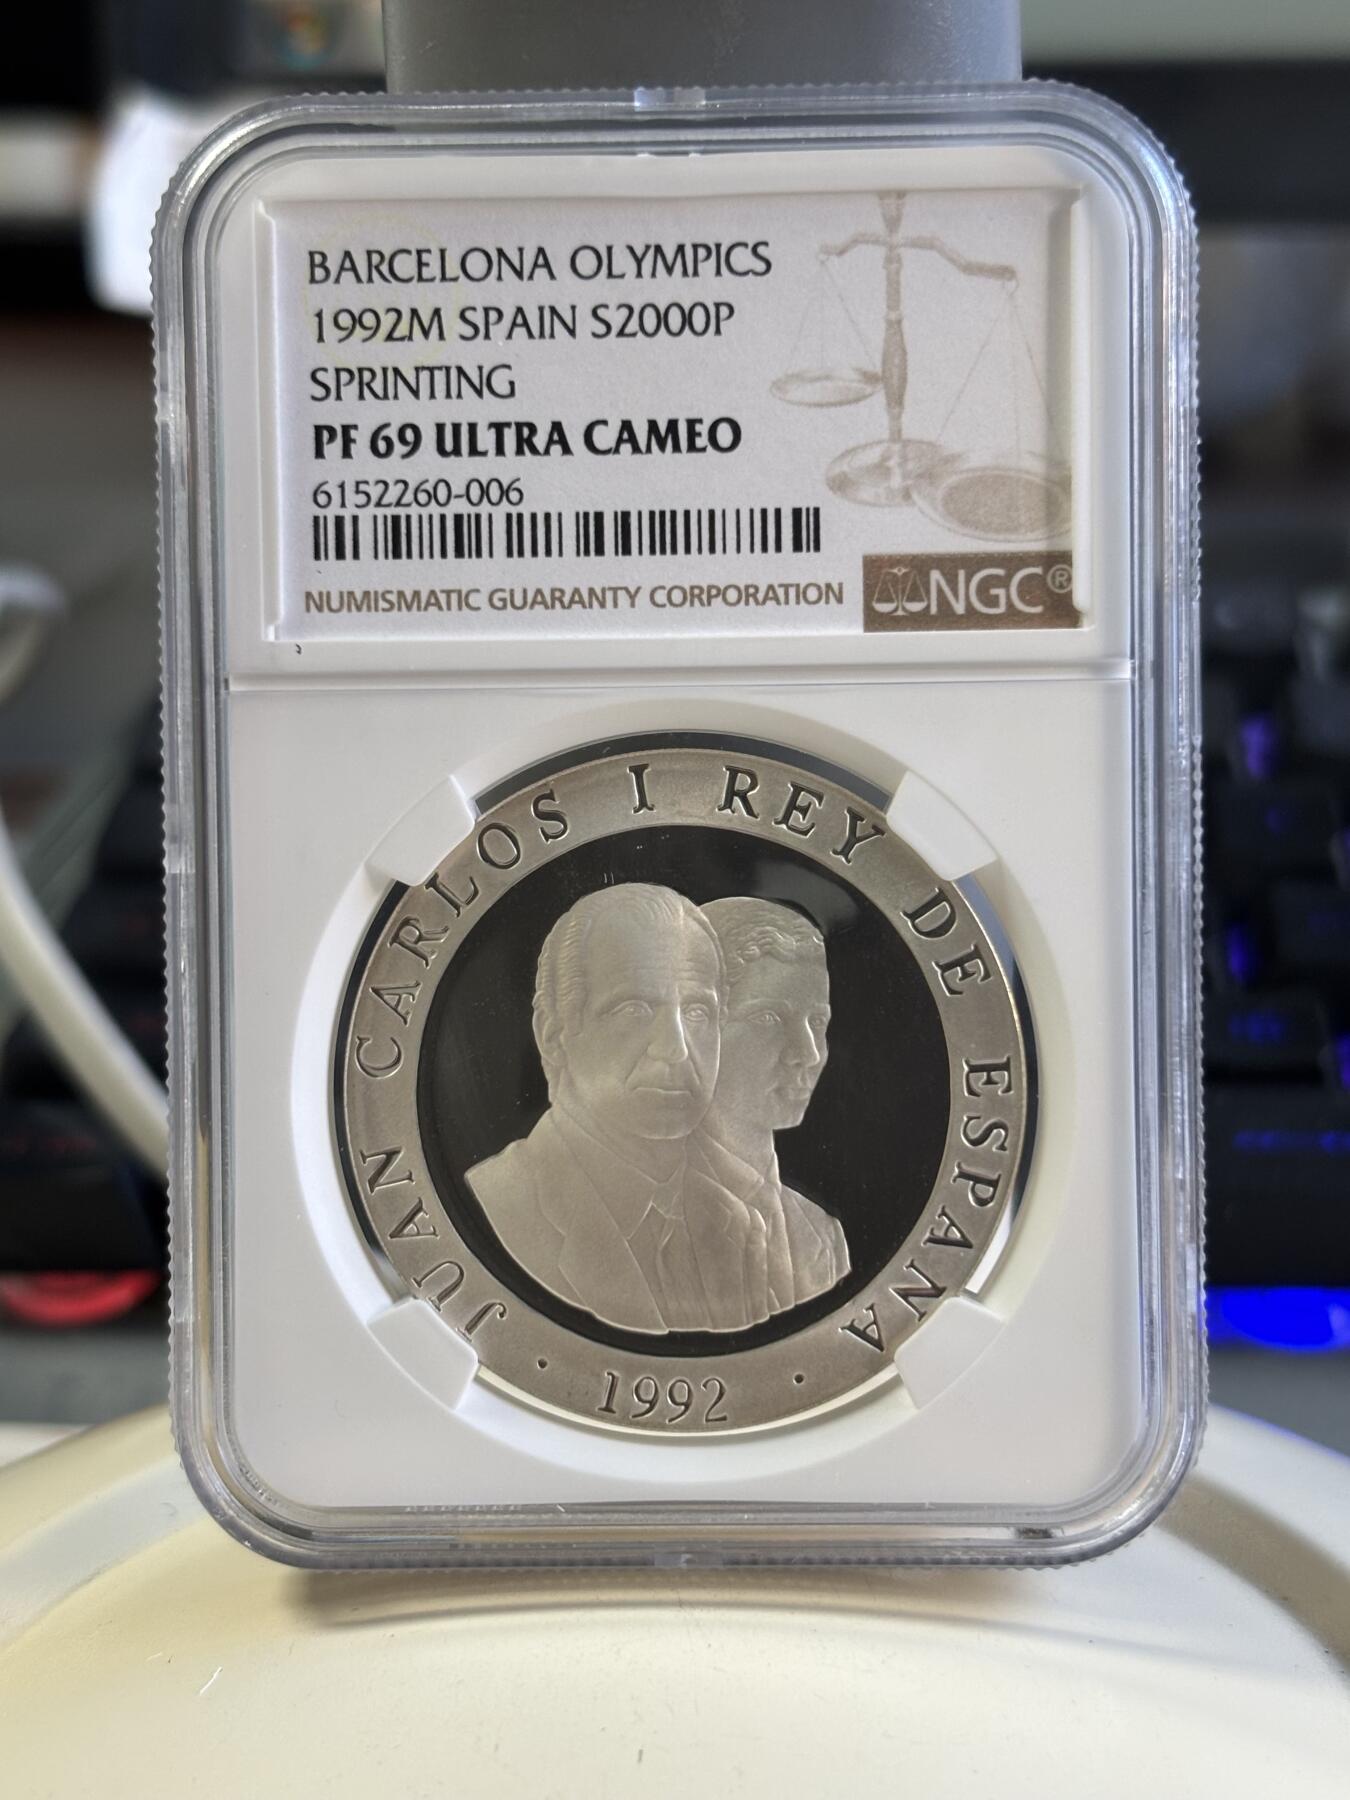 BARCELONA OLYMPICS
1992M SPAIN S2000P
SPRINTING
PF 69 ULTRA CAMEO
6152260-006
NUMISMATIC GUARANTY CORPORATION
NGC®
JUAN CARLOS I REY DE ESPAÑA
· 1992 ·